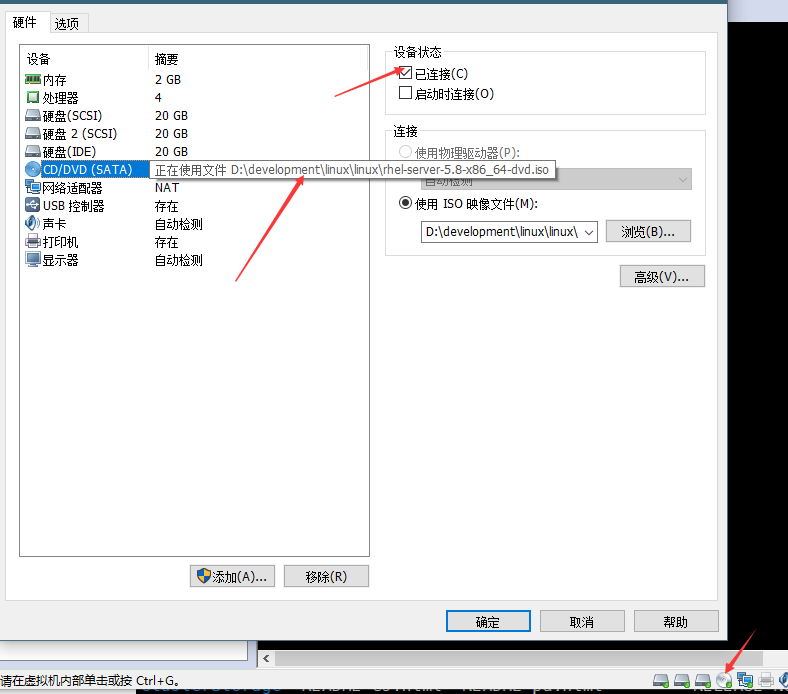 硬件 选项
设备 摘要
内存 2 GB
处理器 4
硬盘(SCSI) 20 GB
硬盘 2 (SCSI) 20 GB
硬盘(IDE) 20 GB
CD/DVD (SATA) 正在使用文件 D:\development\linux\linux\rhel-server-5.8-x86_64-dvd.iso
网络适配器 NAT
USB 控制器 存在
声卡 自动检测
打印机 存在
显示器 自动检测
添加(A)... 移除(R)
设备状态
已连接(C)
启动时连接(O)
连接
使用物理驱动器(P):
自动检测
使用 ISO 映像文件(M):
D:\development\linux\linux\ 浏览(B)...
高级(V)...
确定 取消 帮助
请在虚拟机内部单击或按 Ctrl+G。